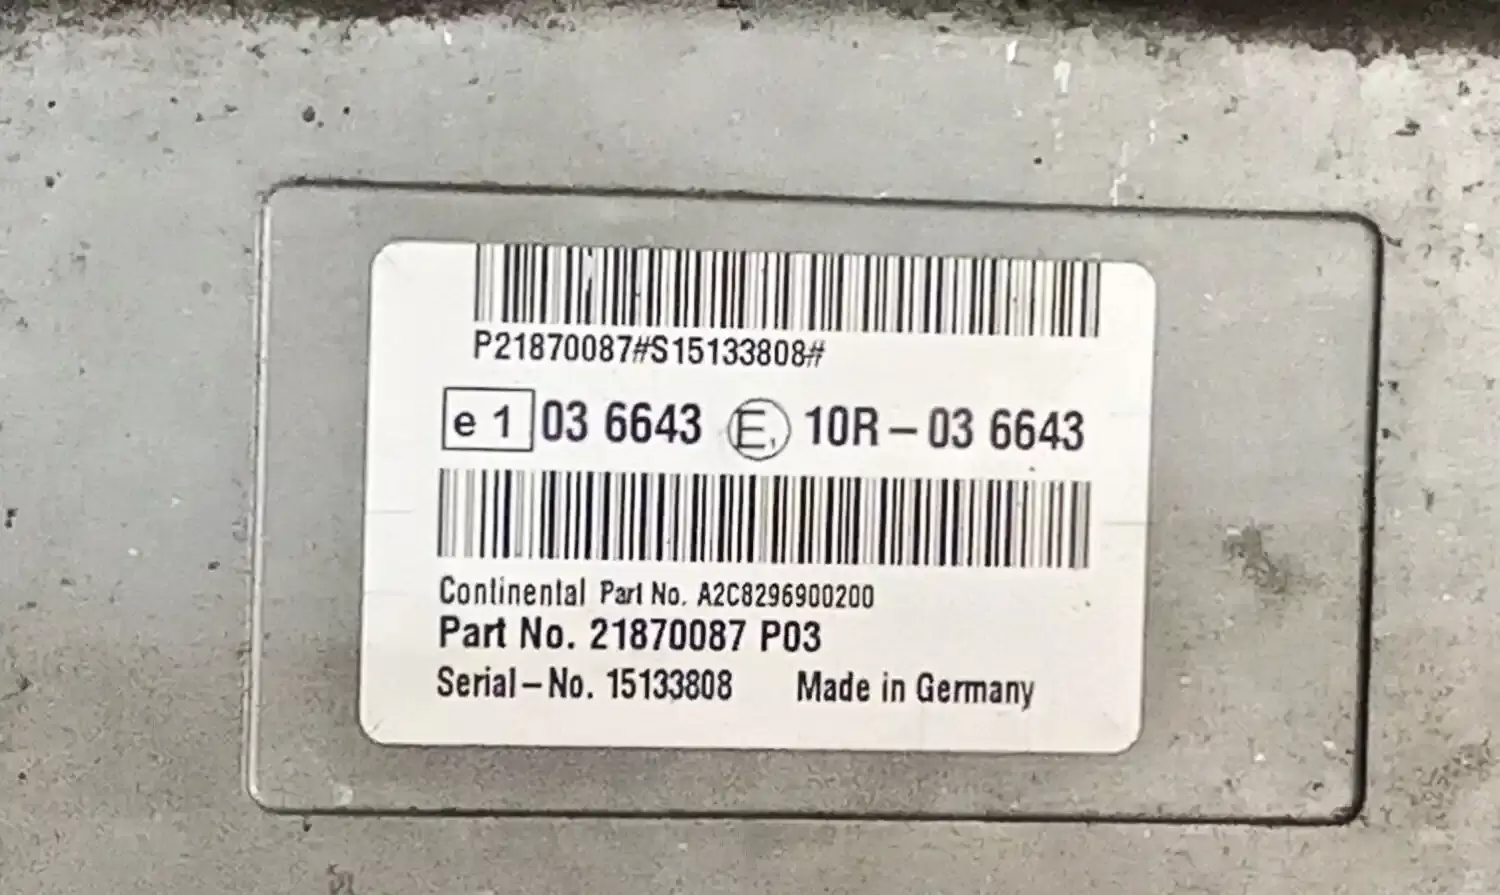 P21870087#S15133808#
e 1 03 6643 E1 10R – 03 6643
Continental Part No. A2C8296900200
Part No. 21870087 P03
Serial – No. 15133808 Made in Germany